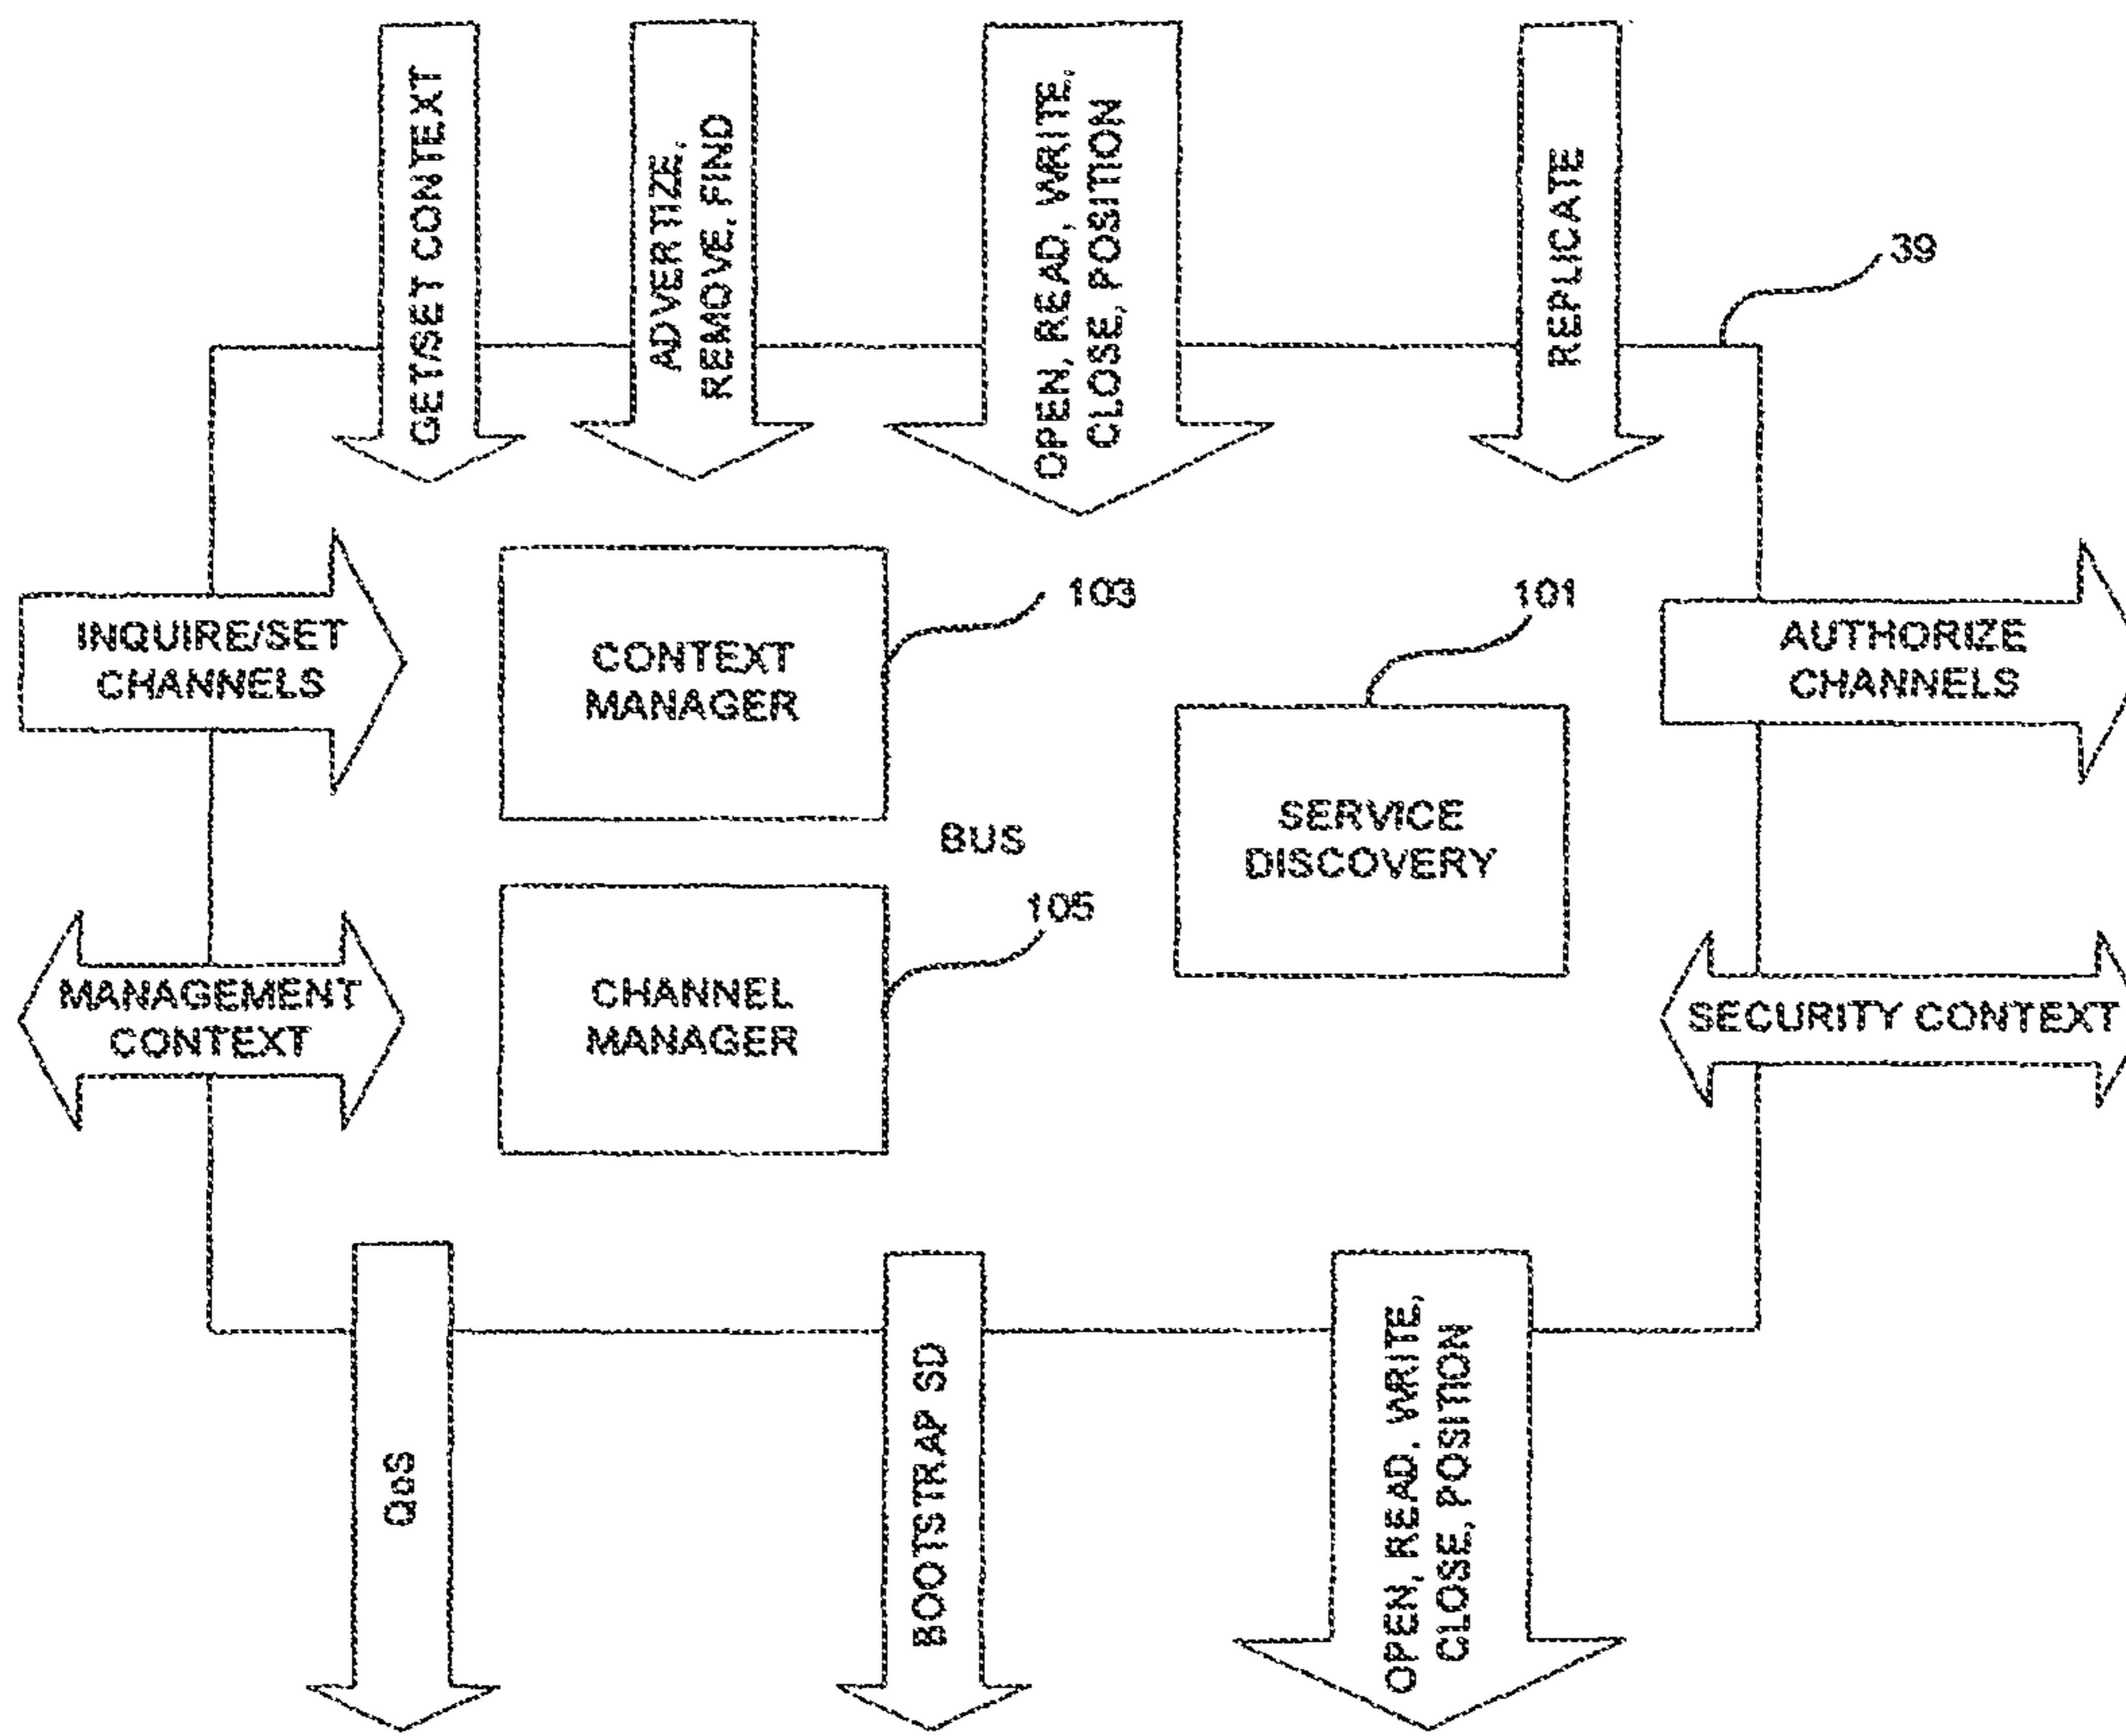 GET/SET CONTEXT
ADVERTIZE,
REMOVE, FIND
OPEN, READ, WRITE,
CLOSE, POSITION
REPLICATE
39
INQUIRE/SET
CHANNELS
CONTEXT
MANAGER
103
101
AUTHORIZE
CHANNELS
BUS
SERVICE
DISCOVERY
105
MANAGEMENT
CONTEXT
CHANNEL
MANAGER
SECURITY CONTEXT
QoS
BOOTSTRAP SD
OPEN, READ, WRITE,
CLOSE, POSITION